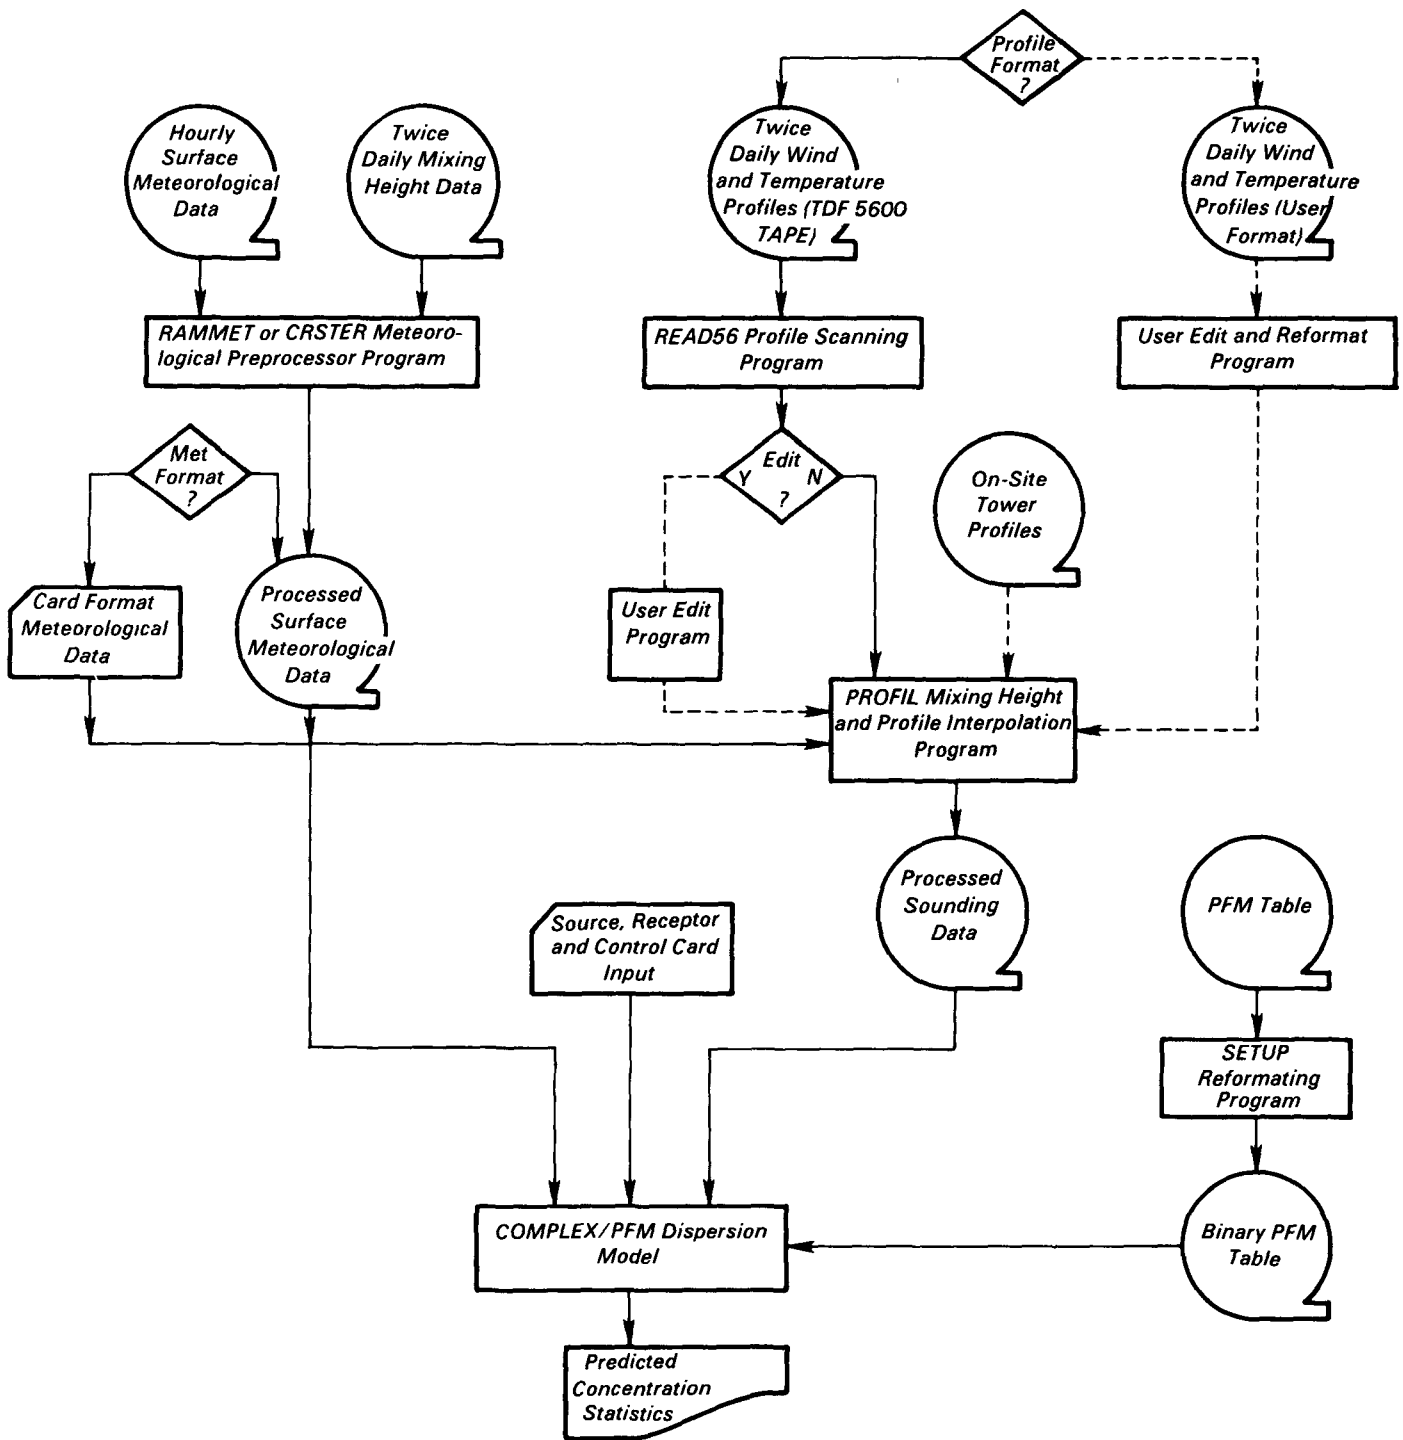 Profile
Format
?
Hourly
Surface
Meteorological
Data
Twice
Daily Mixing
Height Data
Twice
Daily Wind
and Temperature
Profiles (TDF 5600
TAPE)
Twice
Daily Wind
and Temperature
Profiles (User
Format)
RAMMET or CRSTER Meteoro-
logical Preprocessor Program
READ56 Profile Scanning
Program
User Edit and Reformat
Program
Met
Format
?
Edit
Y N
?
On-Site
Tower
Profiles
Card Format
Meteorological
Data
Processed
Surface
Meteorological
Data
User Edit
Program
PROFIL Mixing Height
and Profile Interpolation
Program
Processed
Sounding
Data
PFM Table
Source, Receptor
and Control Card
Input
SETUP
Reformating
Program
COMPLEX/PFM Dispersion
Model
Binary PFM
Table
Predicted
Concentration
Statistics